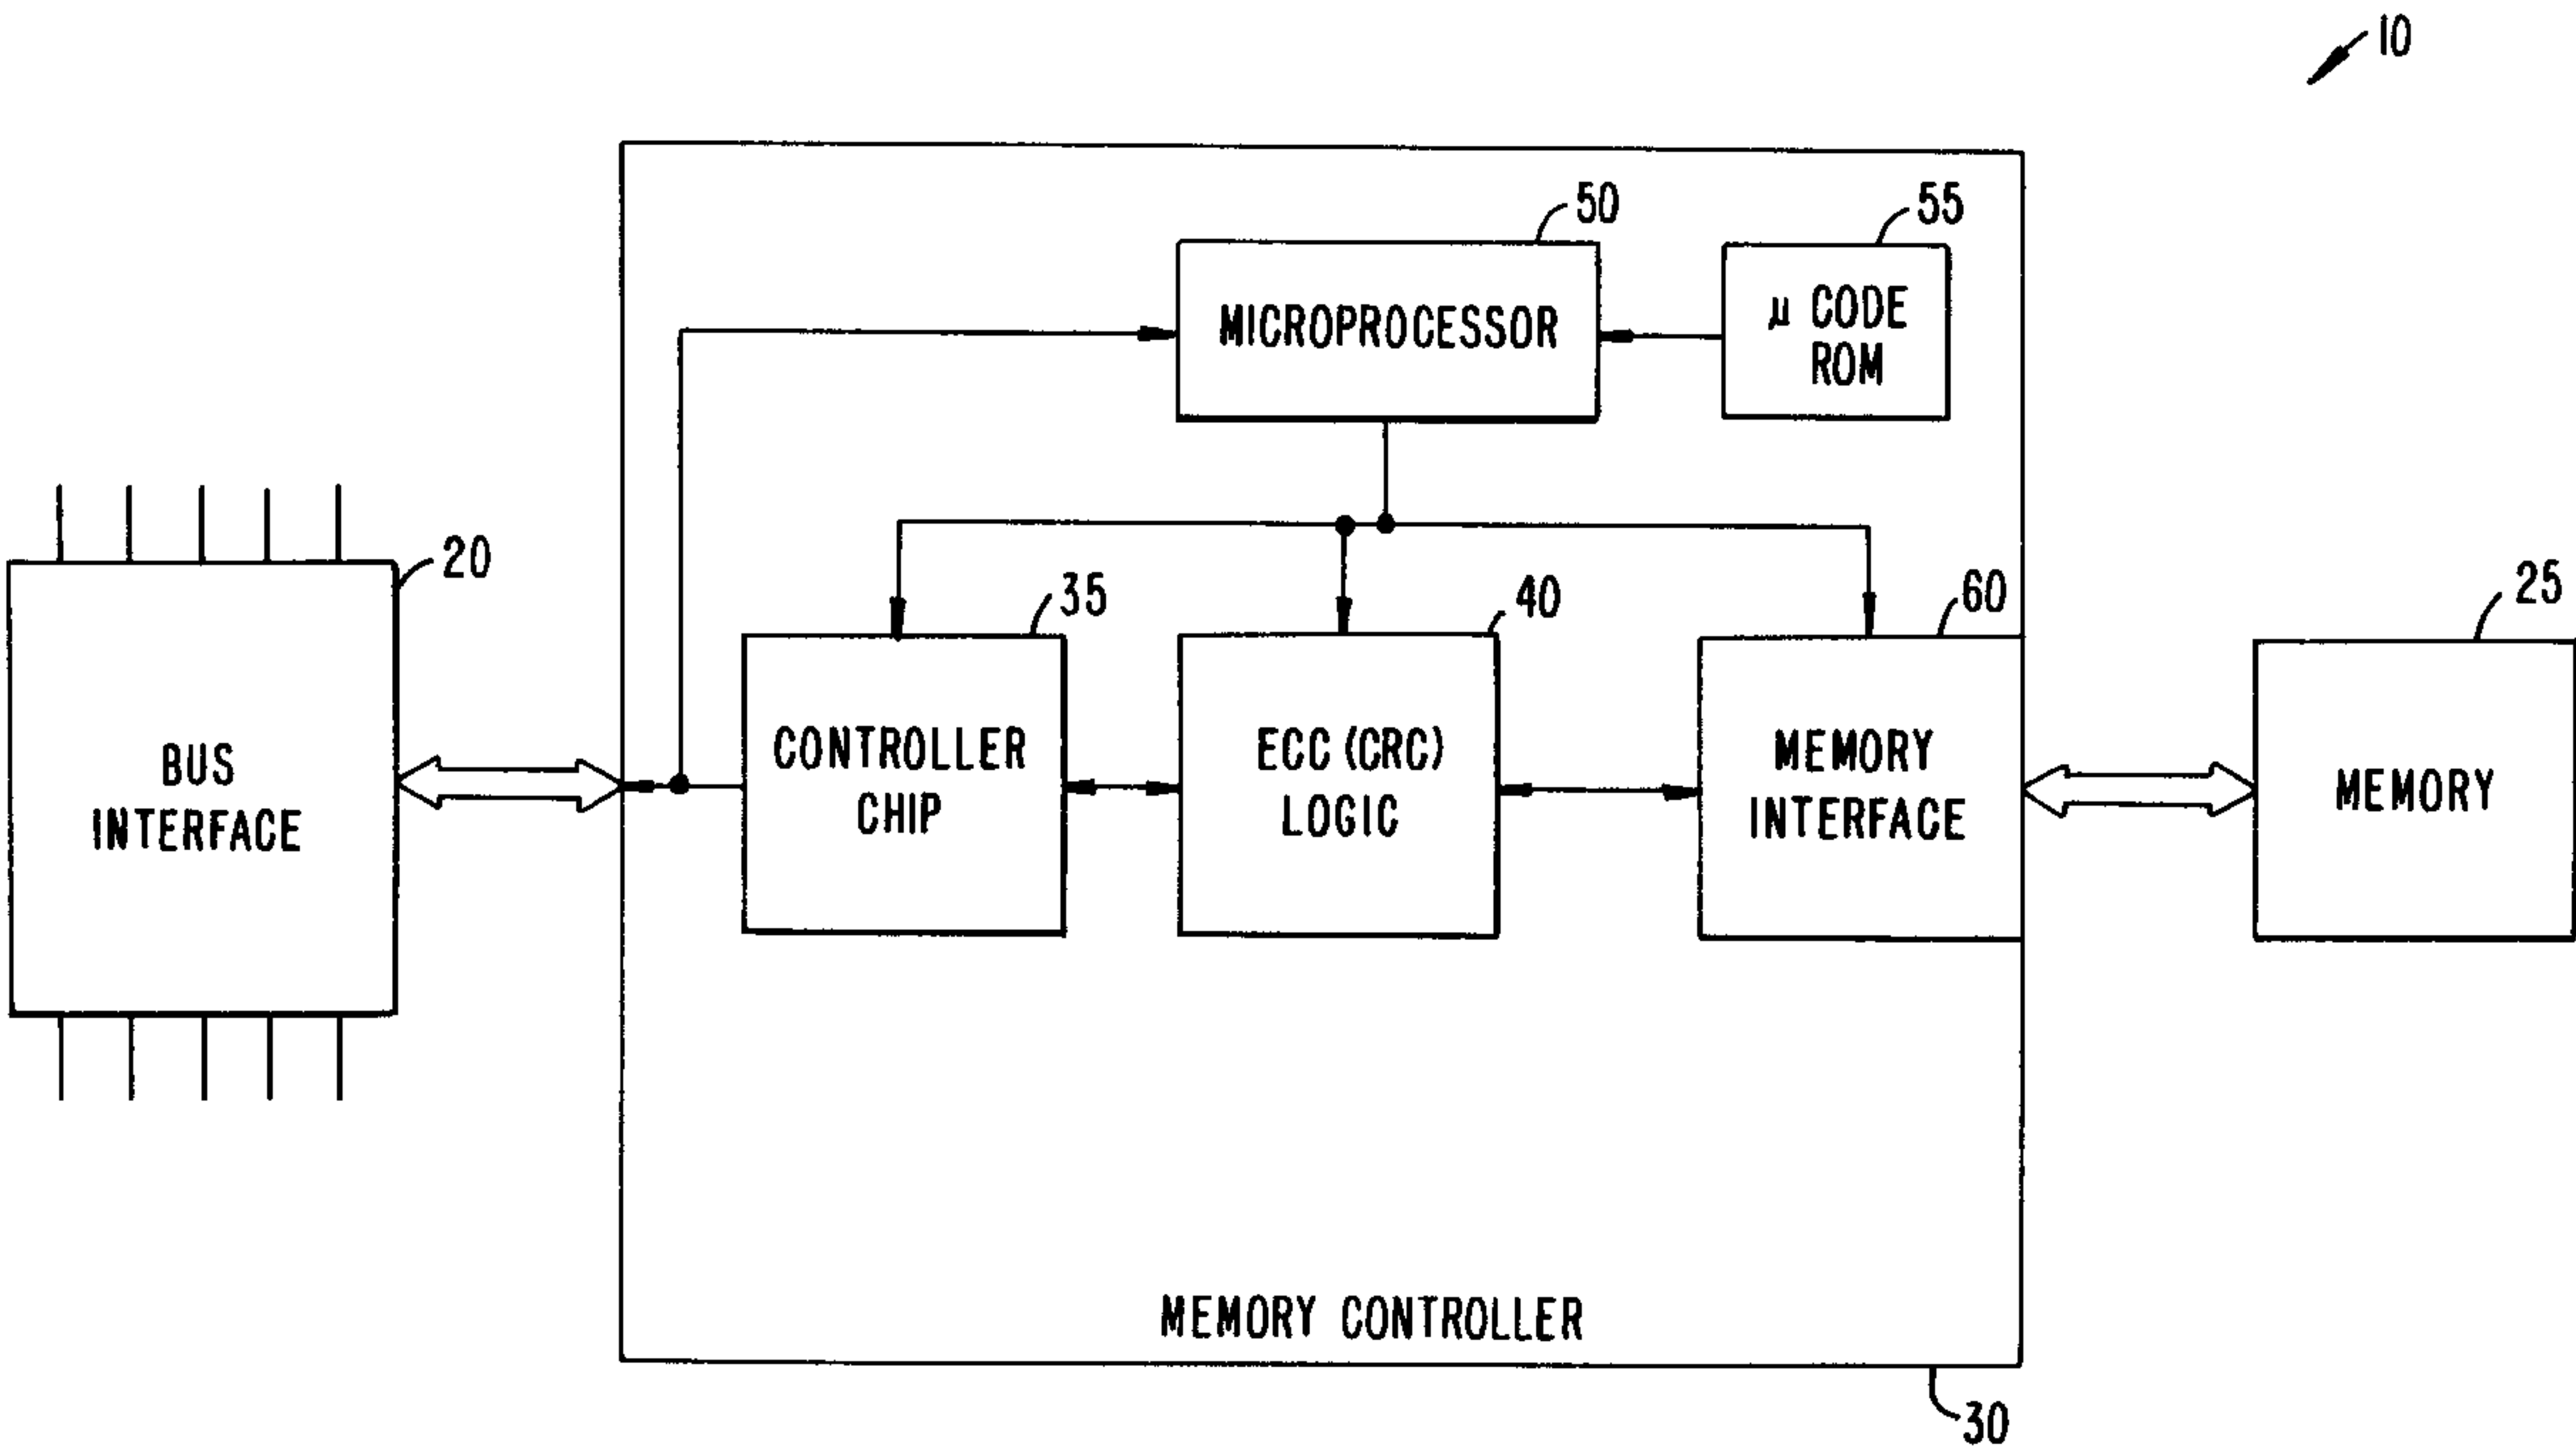 10
50
55
MICROPROCESSOR
μ CODE
ROM
20
35
40
60
25
BUS
INTERFACE
CONTROLLER
CHIP
ECC (CRC)
LOGIC
MEMORY
INTERFACE
MEMORY
MEMORY CONTROLLER
30